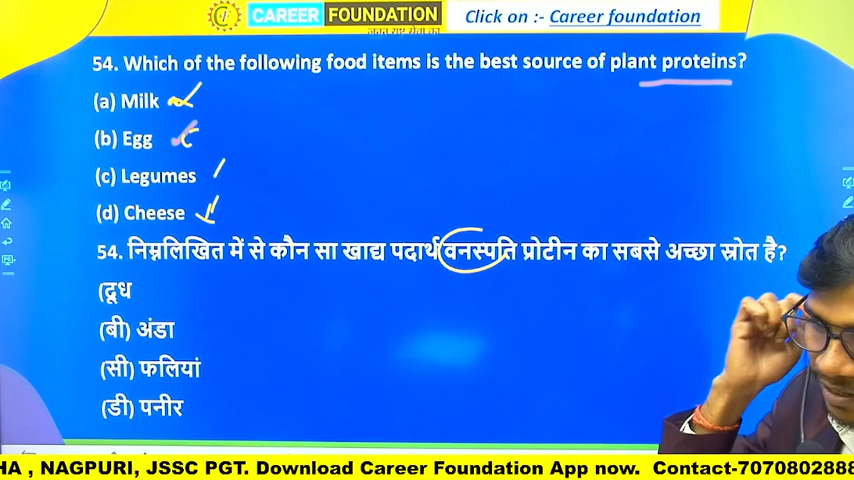 CAREER FOUNDATION
Click on :- Career foundation
54. Which of the following food items is the best source of plant proteins?
(a) Milk
(b) Egg
(c) Legumes
(d) Cheese
54. निम्नलिखित में से कौन सा खाद्य पदार्थ वनस्पति प्रोटीन का सबसे अच्छा स्रोत है?
(दूध
(बी) अंडा
(सी) फलियां
(डी) पनीर
HA , NAGPURI, JSSC PGT. Download Career Foundation App now. Contact-7070802888